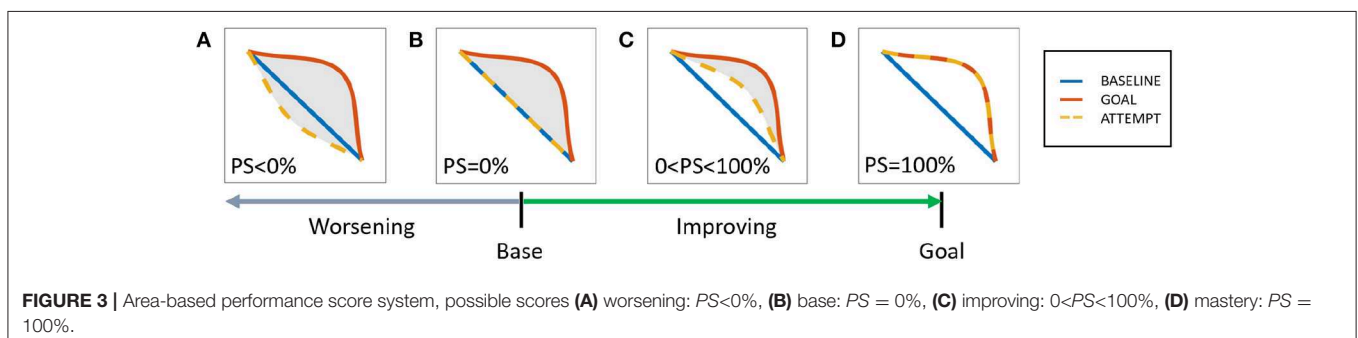 A
B
C
D
BASELINE
GOAL
ATTEMPT
PS<0%
PS=0%
0<PS<100%
PS=100%
Worsening
Improving
Base
Goal
FIGURE 3 | Area-based performance score system, possible scores (A) worsening: PS<0%, (B) base: PS = 0%, (C) improving: 0<PS<100%, (D) mastery: PS =
100%.